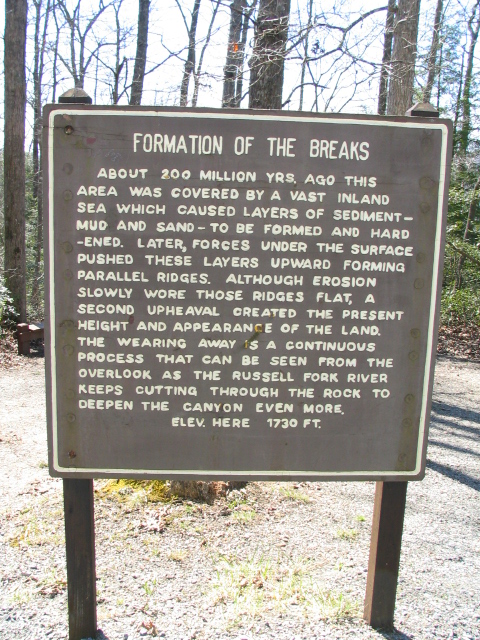 FORMATION OF THE BREAKS
ABOUT 200 MILLION YRS. AGO THIS
AREA WAS COVERED BY A VAST INLAND
SEA WHICH CAUSED LAYERS OF SEDIMENT-
MUD AND SAND- TO BE FORMED AND HARD
-ENED. LATER, FORCES UNDER THE SURFACE
PUSHED THESE LAYERS UPWARD FORMING
PARALLEL RIDGES. ALTHOUGH EROSION
SLOWLY WORE THOSE RIDGES FLAT, A
SECOND UPHEAVAL CREATED THE PRESENT
HEIGHT AND APPEARANCE OF THE LAND.
THE WEARING AWAY IS A CONTINUOUS
PROCESS THAT CAN BE SEEN FROM THE
OVERLOOK AS THE RUSSELL FORK RIVER
KEEPS CUTTING THROUGH THE ROCK TO
DEEPEN THE CANYON EVEN MORE.
ELEV. HERE 1730 FT.